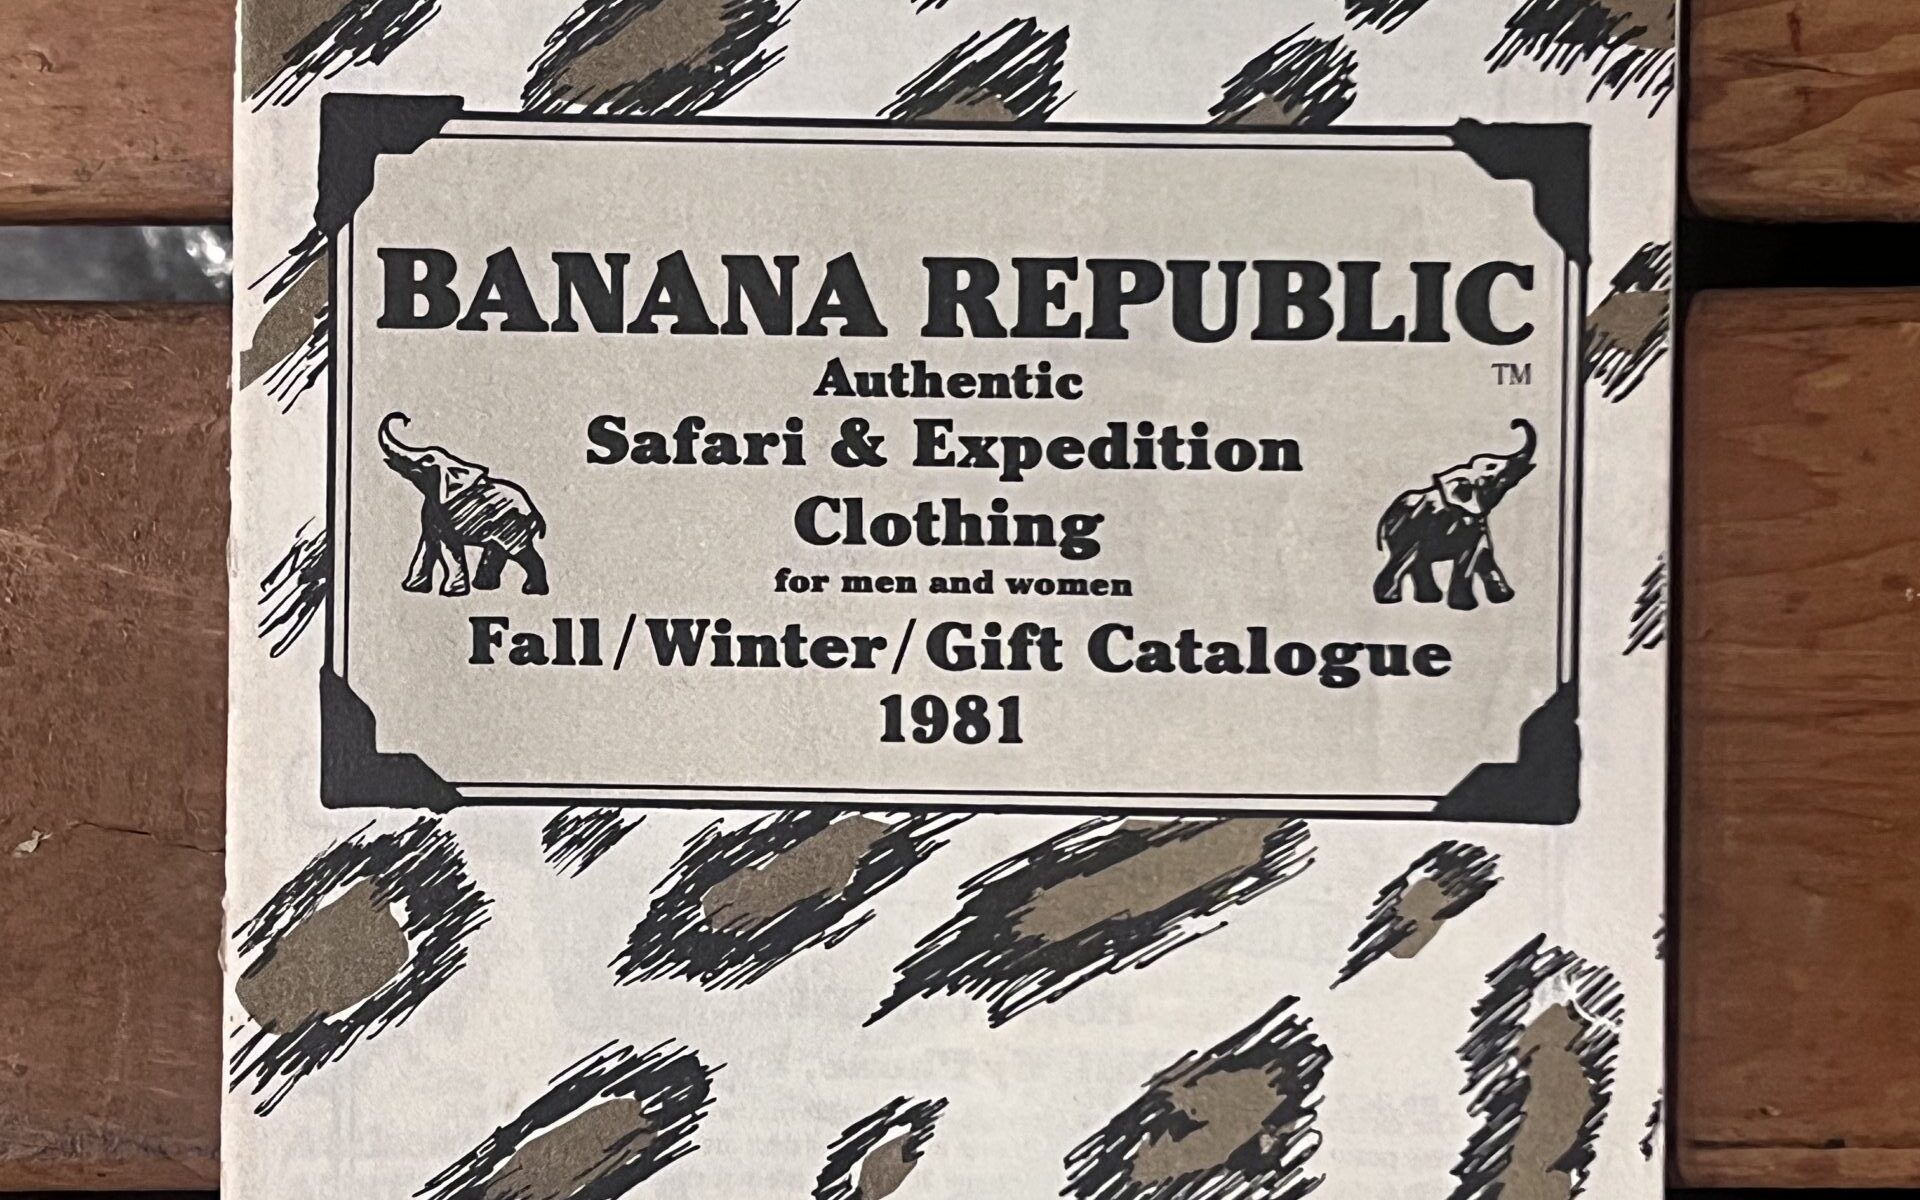 BANANA REPUBLIC
TM
Authentic
Safari & Expedition
Clothing
for men and women
Fall/Winter/Gift Catalogue
1981